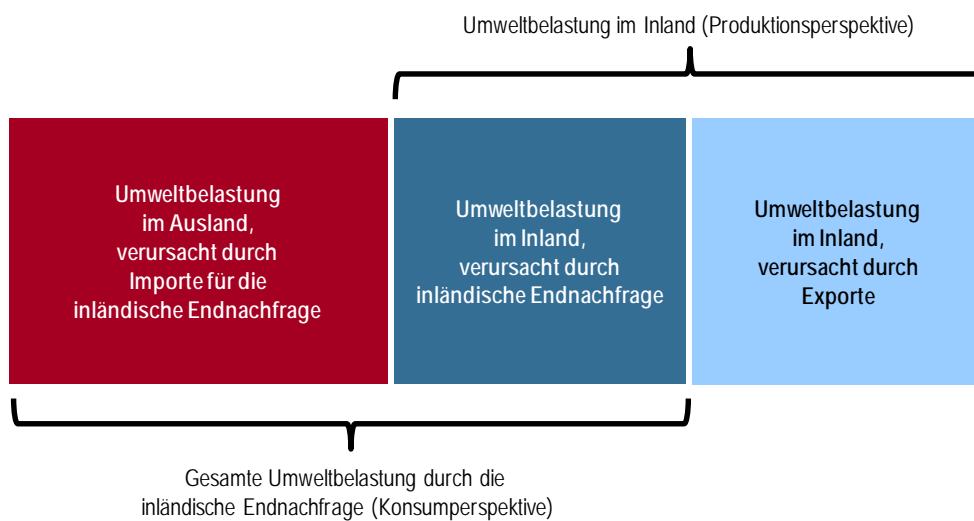 Umweltbelastung im Inland (Produktionsperspektive)
Umweltbelastung
im Ausland,
verursacht durch
Importe für die
inländische Endnachfrage
Umweltbelastung
im Inland,
verursacht durch
inländische Endnachfrage
Umweltbelastung
im Inland,
verursacht durch
Exporte
Gesamte Umweltbelastung durch die
inländische Endnachfrage (Konsumperspektive)